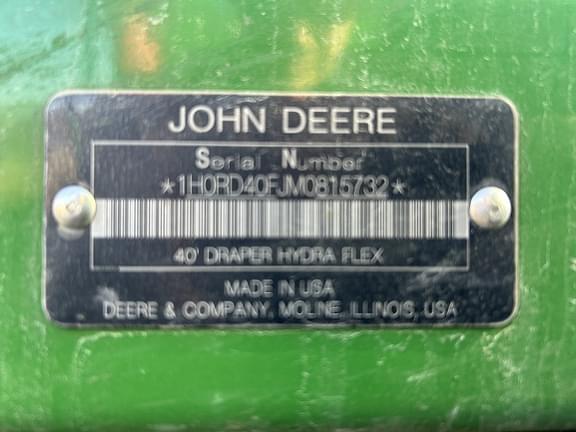 JOHN DEERE
Serial Number
*1H0RD40FJM0815732*
40' DRAPER HYDRA FLEX
MADE IN USA
DEERE & COMPANY, MOLINE, ILLINOIS, USA